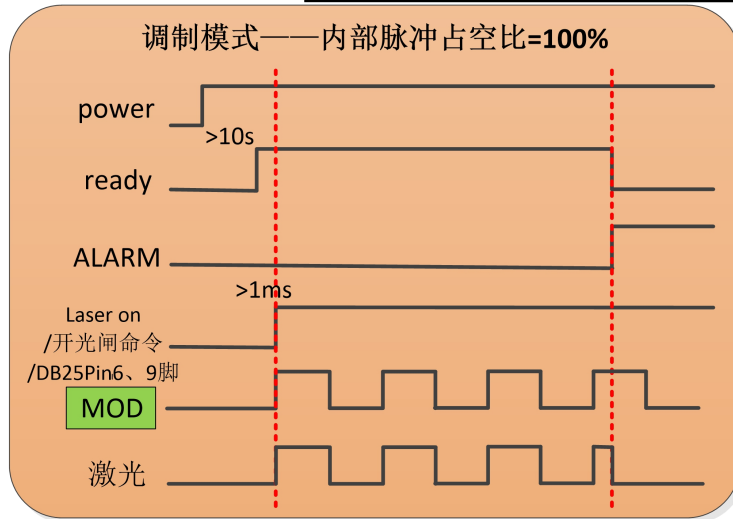 调制模式——内部脉冲占空比=100%
power
>10s
ready
ALARM
>1ms
Laser on
/开光闸命令
/DB25Pin6、9脚
MOD
激光